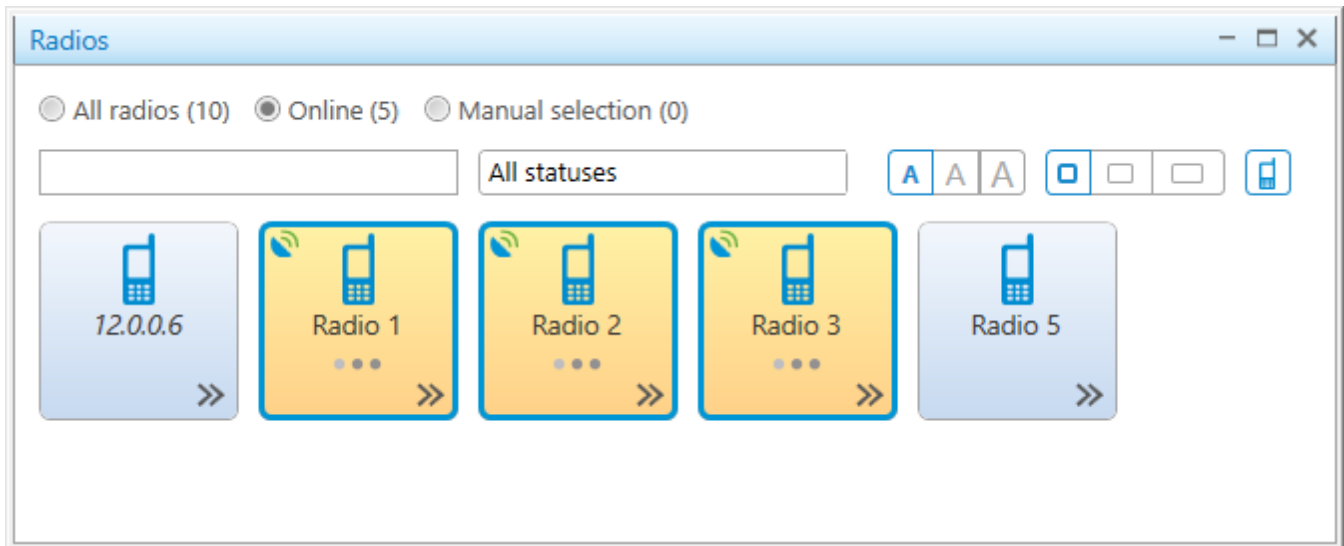 Radios
All radios (10) Online (5) Manual selection (0)
All statuses A A A
12.0.0.6 Radio 1 Radio 2 Radio 3 Radio 5